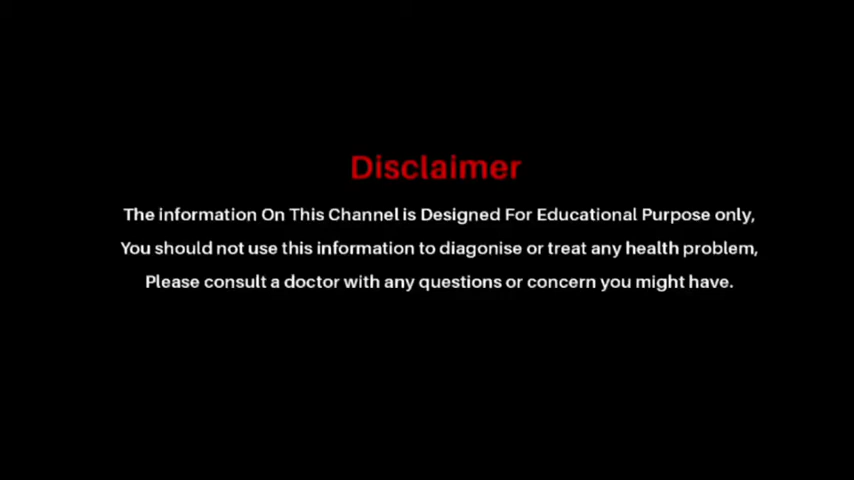 Disclaimer
The information On This Channel is Designed For Educational Purpose only,
You should not use this information to diagonise or treat any health problem,
Please consult a doctor with any questions or concern you might have.